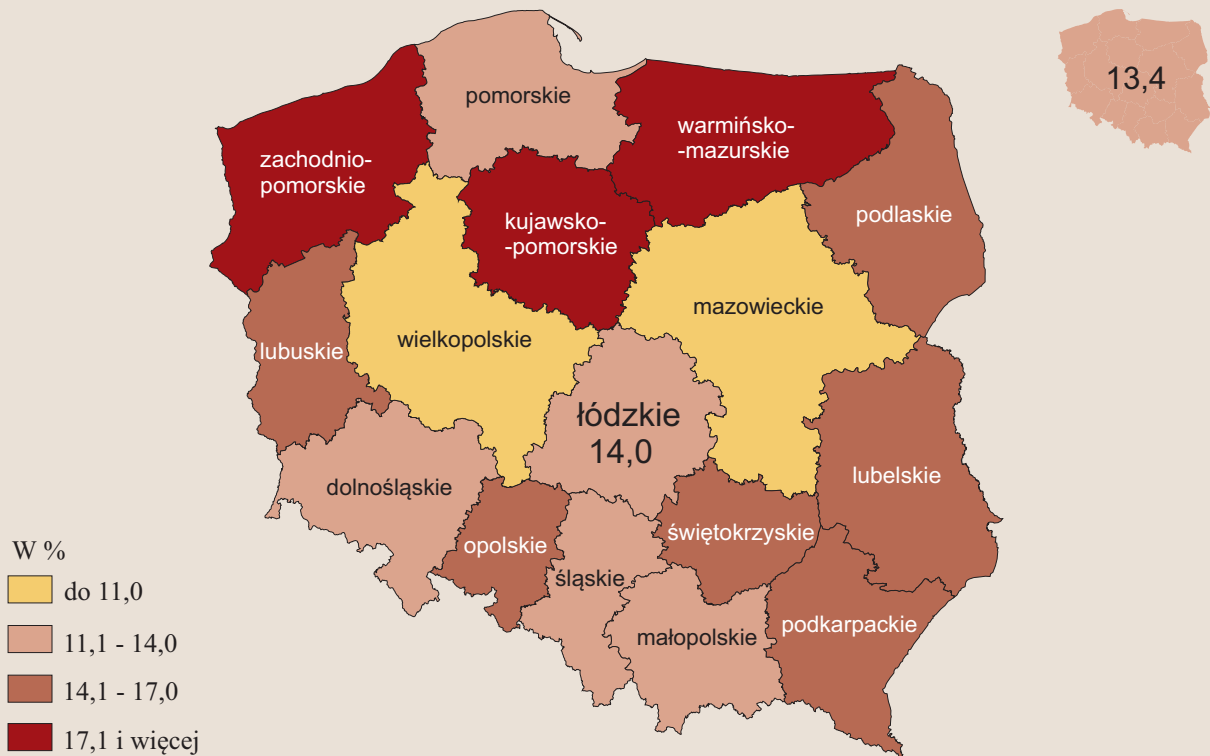 13,4
pomorskie
warmińsko-
-mazurskie
zachodnio-
pomorskie
podlaskie
kujawsko-
-pomorskie
mazowieckie
wielkopolskie
lubuskie
łódzkie
14,0
lubelskie
dolnośląskie
świętokrzyskie
opolskie
śląskie
podkarpackie
małopolskie
W %
do 11,0
11,1 - 14,0
14,1 - 17,0
17,1 i więcej